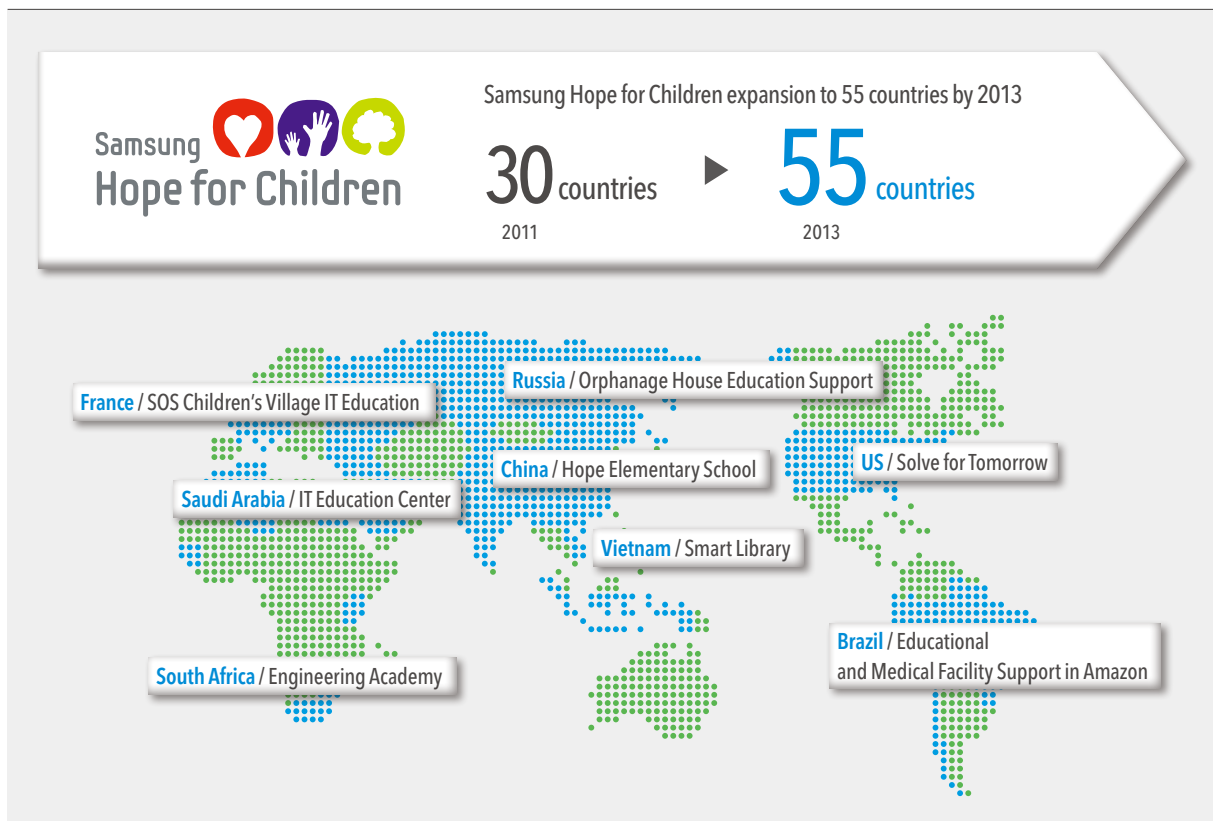 Samsung
Hope for Children
Samsung Hope for Children expansion to 55 countries by 2013
30 countries
55 countries
2011
2013
Russia / Orphanage House Education Support
France / SOS Children's Village IT Education
China / Hope Elementary School
US / Solve for Tomorrow
Saudi Arabia / IT Education Center
Vietnam / Smart Library
Brazil / Educational
and Medical Facility Support in Amazon
South Africa / Engineering Academy